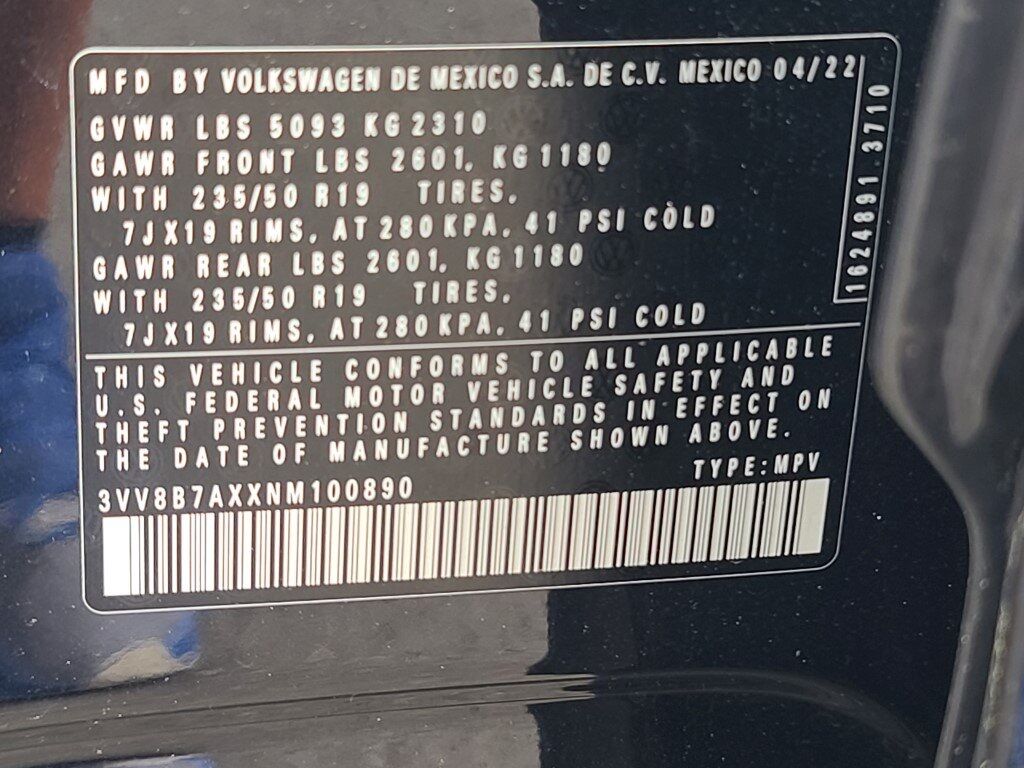 MFD BY VOLKSWAGEN DE MEXICO S.A. DE C.V. MEXICO 04/22
GVWR LBS 5093 KG 2310
GAWR FRONT LBS 2601. KG 1180
WITH 235/50 R19 TIRES.
7JX19 RIMS. AT 280 KPA. 41 PSI COLD
GAWR REAR LBS 2601. KG 1180
WITH 235/50 R19 TIRES.
7JX19 RIMS. AT 280 KPA. 41 PSI COLD
1624891 3710
THIS VEHICLE CONFORMS TO ALL APPLICABLE
U.S. FEDERAL MOTOR VEHICLE SAFETY AND
THEFT PREVENTION STANDARDS IN EFFECT ON
THE DATE OF MANUFACTURE SHOWN ABOVE.
TYPE: MPV
3VV8B7AXXNM100890